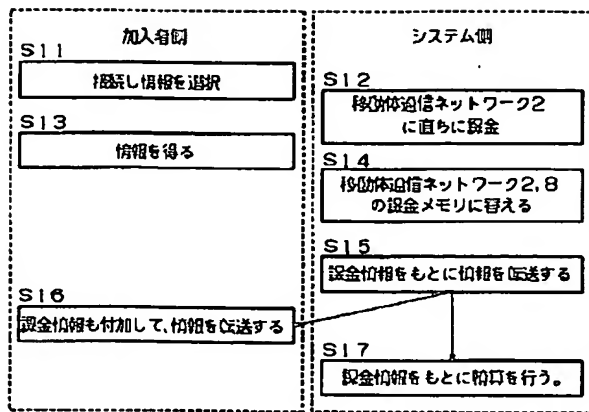 加入者側
システム側
S11
接続し情報を選択
S12
移動体通信ネットワーク2
に直ちに課金
S13
情報を得る
S14
移動体通信ネットワーク2,8
の課金メモリに容える
S15
課金情報をもとに情報を転送する
S16
課金情報も付加して、情報を転送する
S17
課金情報をもとに精算を行う。